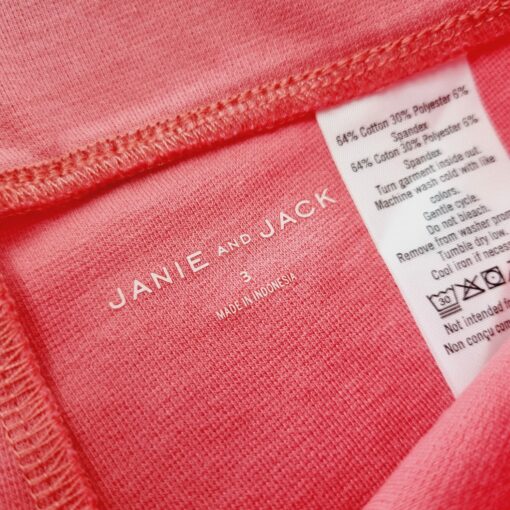 JANIE AND JACK
3
MADE IN INDONESIA
64% Cotton 30% Polyester 6%
Spandex
64% Coton 30% Polyester 6%
Spandex
Turn garment inside out.
Machine wash cold with like
colors.
Gentle cycle.
Do not bleach.
Remove from washer
Tumble dry low.
Cool iron if
30
Not intended
Non conçu